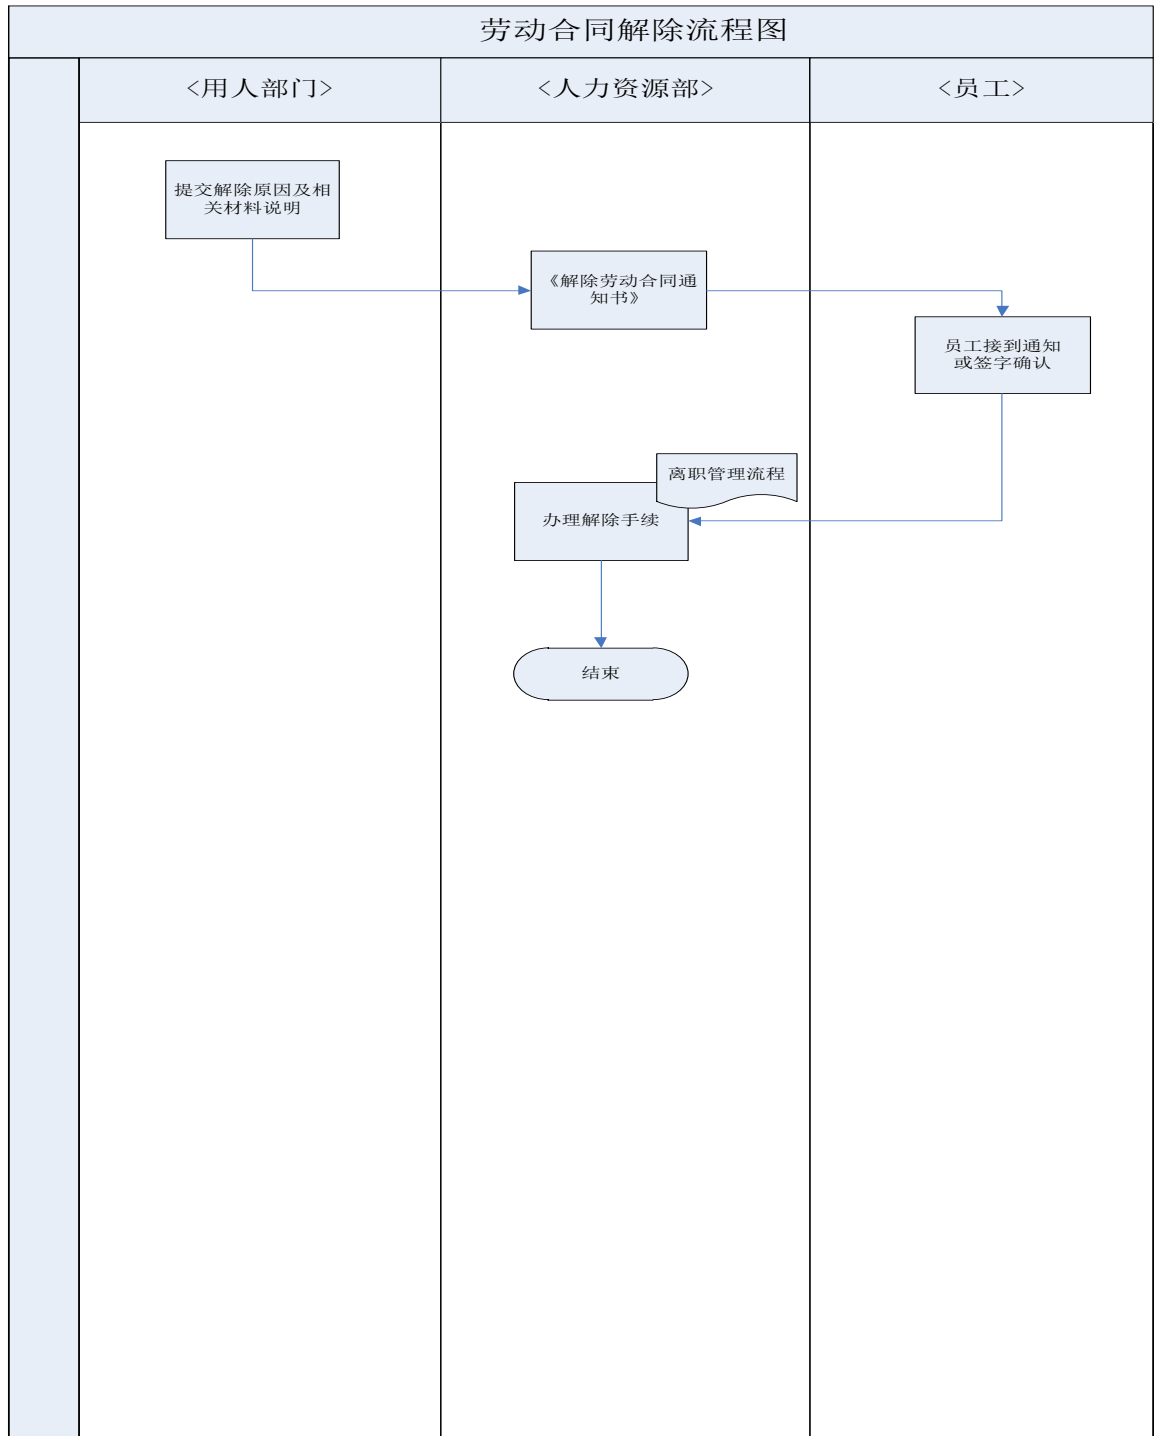 劳动合同解除流程图
<用人部门>
<人力资源部>
<员工>
提交解除原因及相
关材料说明
《解除劳动合同通
知书》
员工接到通知
或签字确认
离职管理流程
办理解除手续
结束